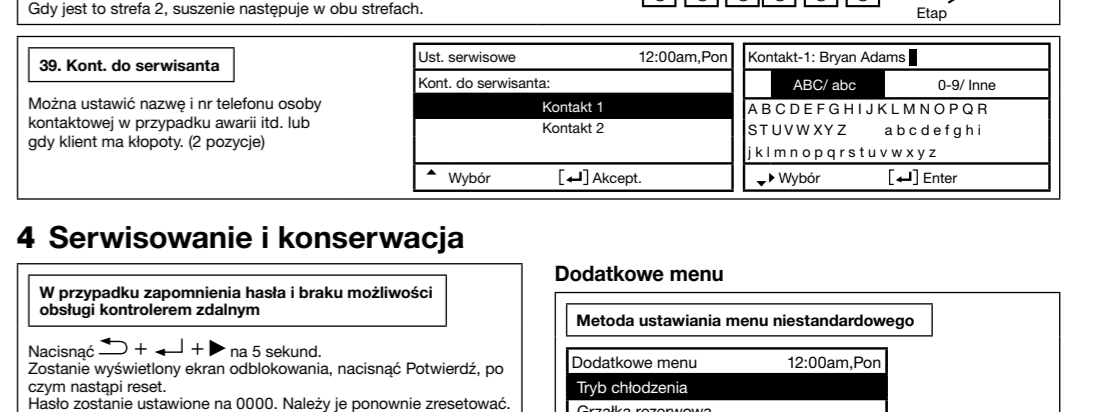 Gdy jest to strefa 2, suszenie następuje w obu strefach.
Etap
39. Kont. do serwisanta
Można ustawić nazwę i nr telefonu osoby
kontaktowej w przypadku awarii itd. lub
gdy klient ma kłopoty. (2 pozycje)
Ust. serwisowe 12:00am,Pon
Kont. do serwisanta:
Kontakt 1
Kontakt 2
Wybór [↵] Akcept.
Kontakt-1: Bryan Adams
ABC/ abc 0-9/ Inne
A B C D E F G H I J K L M N O P Q R
S T U V W X Y Z a b c d e f g h i
j k l m n o p q r s t u v w x y z
Wybór [↵] Enter
4 Serwisowanie i konserwacja
W przypadku zapomnienia hasła i braku możliwości
obsługi kontrolerem zdalnym
Nacisnąć ⮌ + ↵ + ▶ na 5 sekund.
Zostanie wyświetlony ekran odblokowania, nacisnąć Potwierdź, po
czym nastąpi reset.
Hasło zostanie ustawione na 0000. Należy je ponownie zresetować.
Dodatkowe menu
Metoda ustawiania menu niestandardowego
Dodatkowe menu 12:00am,Pon
Tryb chłodzenia
Grzałka rezerwowa